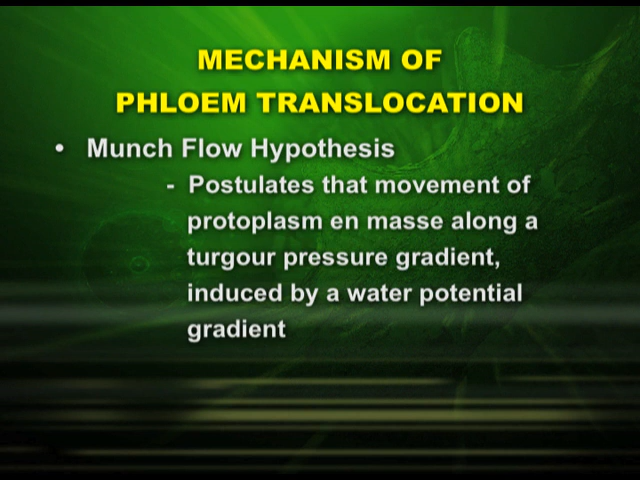 MECHANISM OF
PHLOEM TRANSLOCATION
• Munch Flow Hypothesis
- Postulates that movement of
protoplasm en masse along a
turgour pressure gradient,
induced by a water potential
gradient